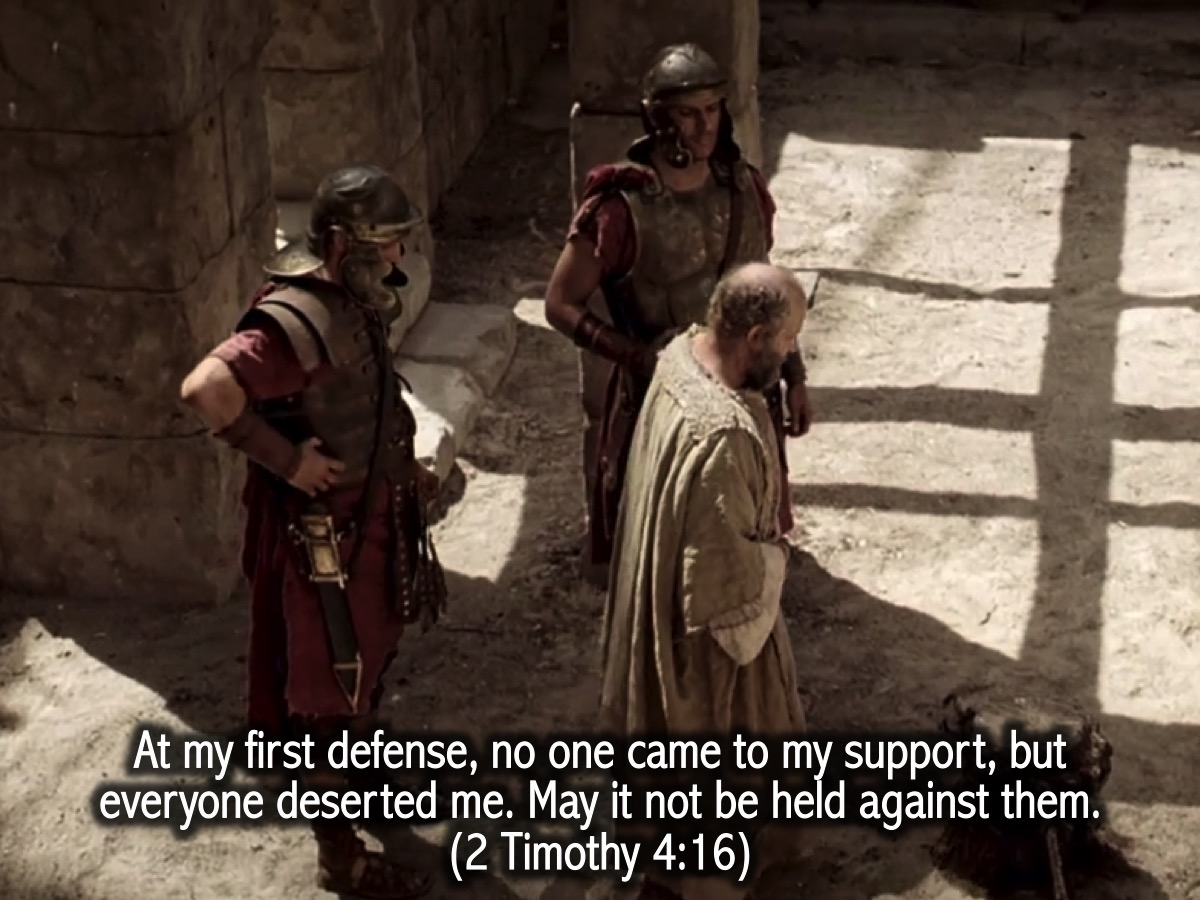 At my first defense, no one came to my support, but
everyone deserted me. May it not be held against them.
(2 Timothy 4:16)